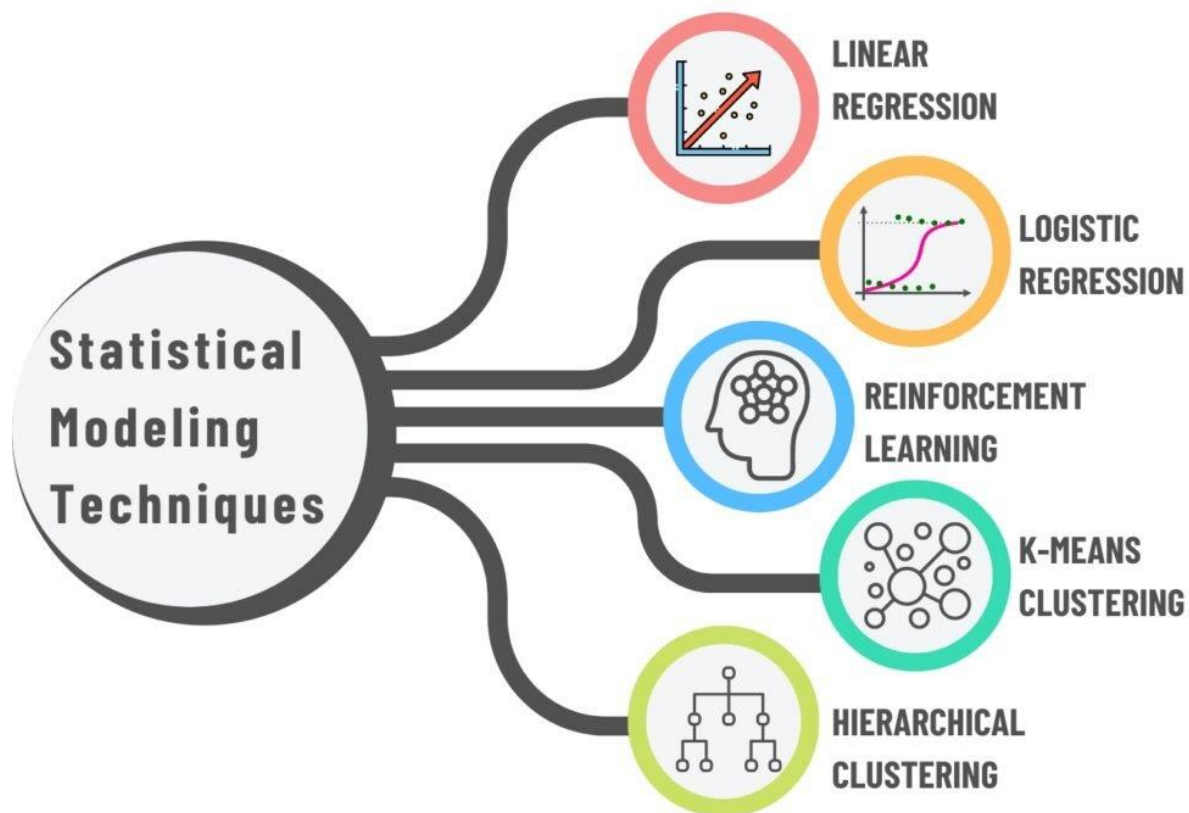 Statistical
Modeling
Techniques
LINEAR
REGRESSION
LOGISTIC
REGRESSION
REINFORCEMENT
LEARNING
K-MEANS
CLUSTERING
HIERARCHICAL
CLUSTERING